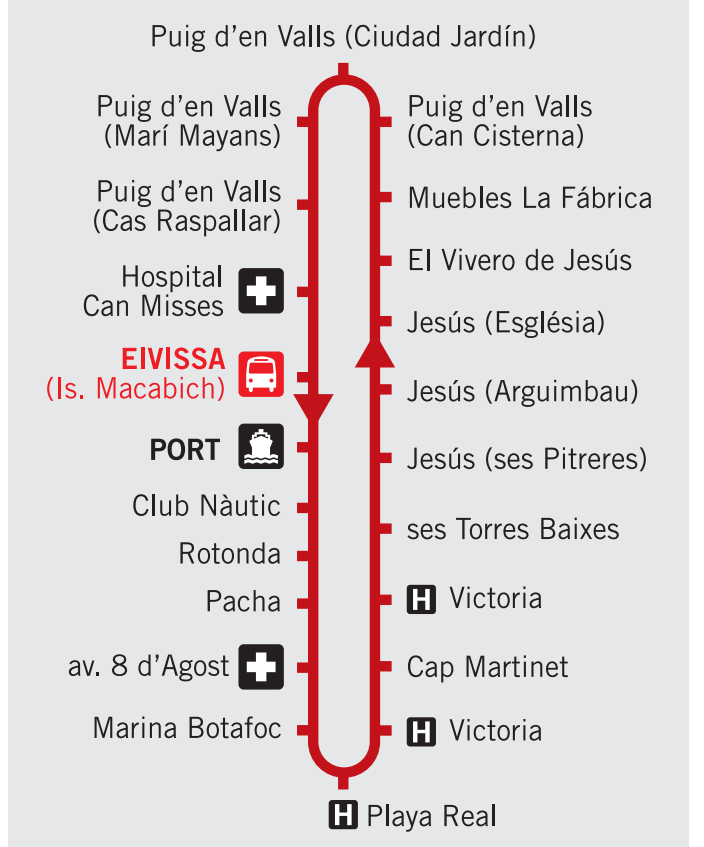 Puig d'en Valls (Ciudad Jardín)
Puig d'en Valls
(Marí Mayans)
Puig d'en Valls
(Cas Raspallar)
Hospital
Can Misses
EIVISSA
(Is. Macabich)
PORT
Club Nàutic
Rotonda
Pacha
av. 8 d'Agost
Marina Botafoc
Puig d'en Valls
(Can Cisterna)
Muebles La Fábrica
El Vivero de Jesús
Jesús (Església)
Jesús (Arguimbau)
Jesús (ses Pitreres)
ses Torres Baixes
H Victoria
Cap Martinet
H Victoria
H Playa Real